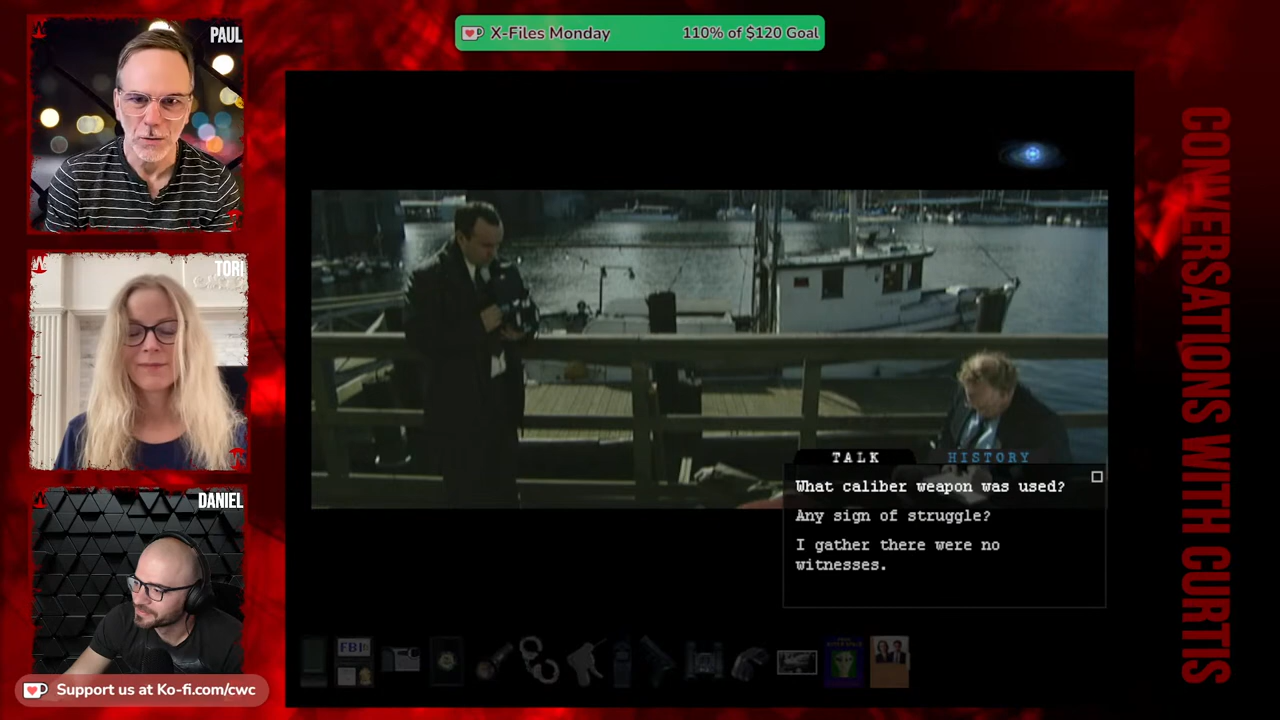 PAUL
X-Files Monday
110% of $120 Goal
TORI
DANIEL
TALK
HISTORY
What caliber weapon was used?
Any sign of struggle?
I gather there were no
witnesses.
FBI
Support us at Ko-fi.com/cwc
CONVERSATIONS WITH CURTIS